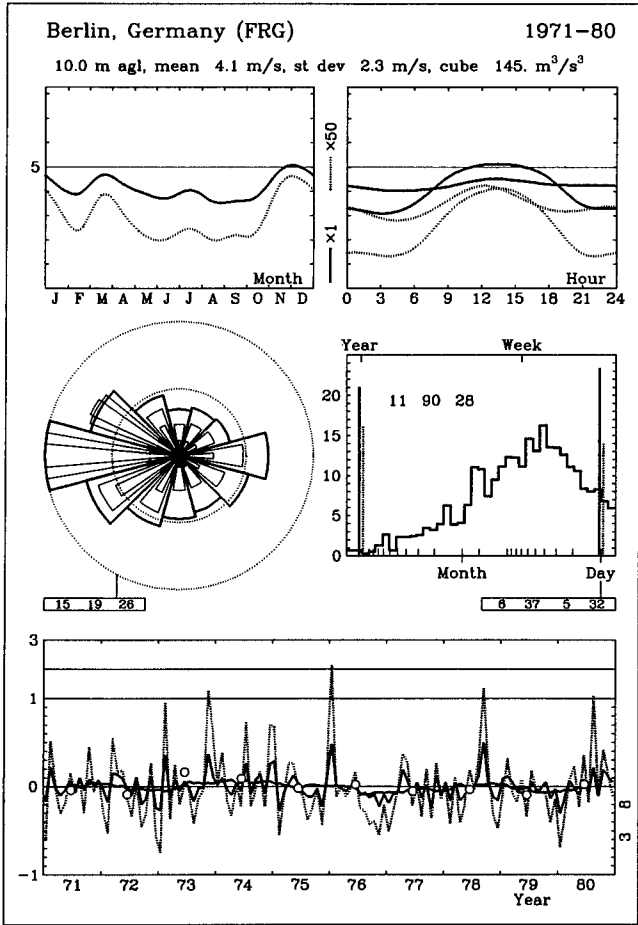 Berlin, Germany (FRG) 1971-80
10.0 m agl, mean 4.1 m/s, st dev 2.3 m/s, cube 145. m³/s³
5
×1 ×50
Month
J F M A M J J A S O N D
Hour
0 3 6 9 12 15 18 21 24
Year Week
11 90 28
20
15
10
5
0
Month Day
15 19 26
6 37 5 32
3
1
0
-1
3 8
71 72 73 74 75 76 77 78 79 80
Year